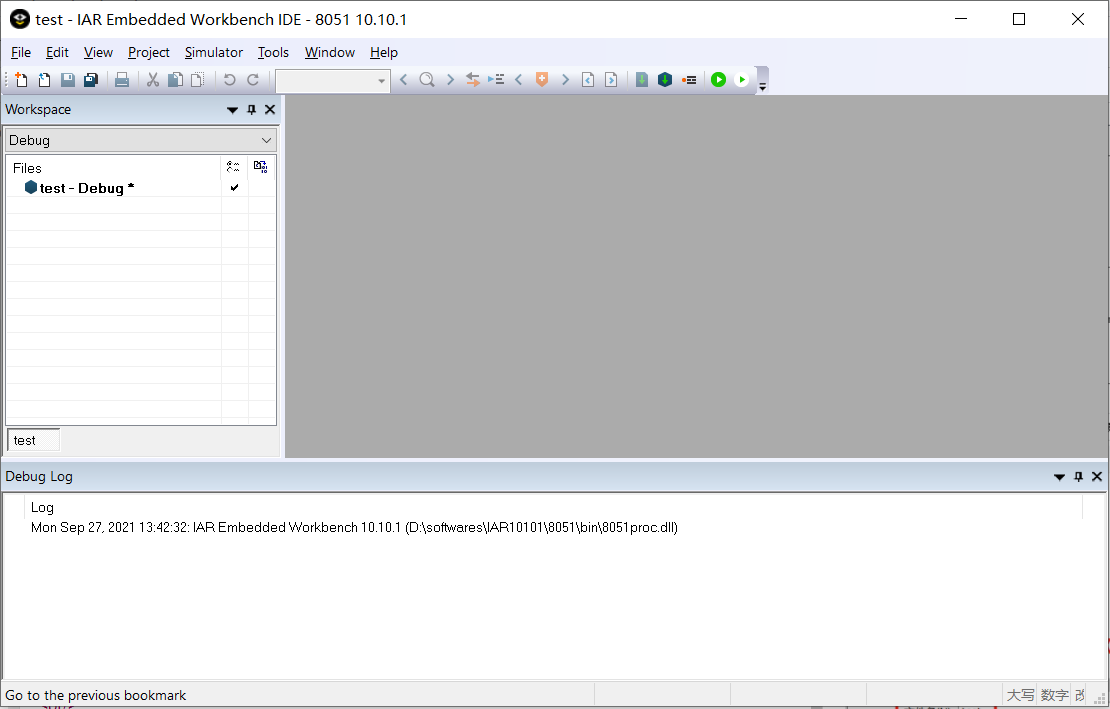 test - IAR Embedded Workbench IDE - 8051 10.10.1
File Edit View Project Simulator Tools Window Help
Workspace
Debug
Files
test - Debug *
test
Debug Log
Log
Mon Sep 27, 2021 13:42:32: IAR Embedded Workbench 10.10.1 (D:\softwares\IAR10101\8051\bin\8051proc.dll)
Go to the previous bookmark
大写 数字